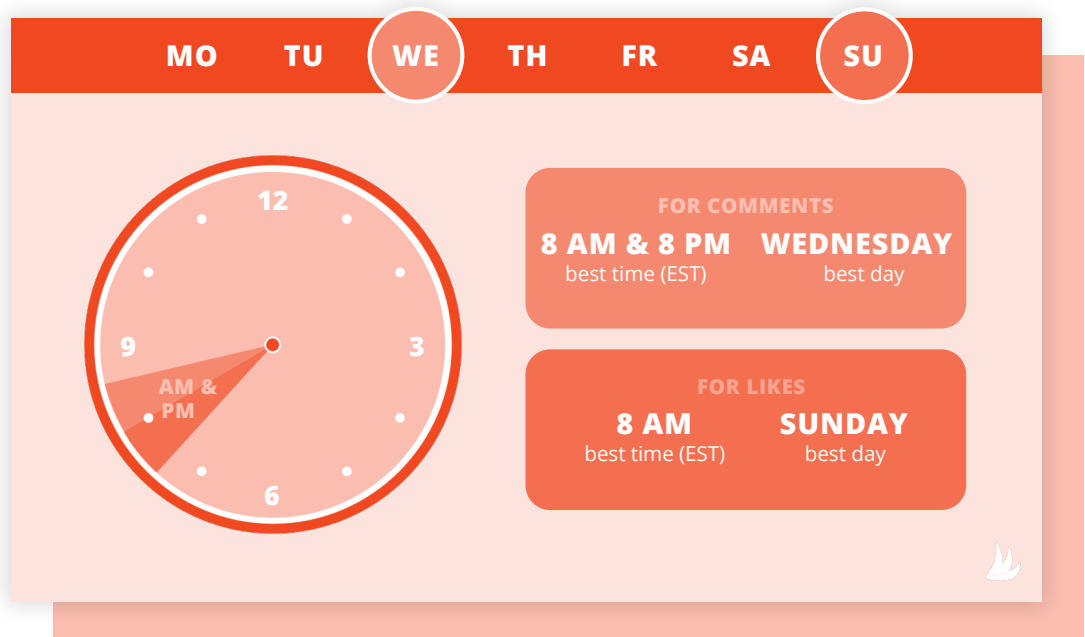 MO TU WE TH FR SA SU
12
9
3
AM &
PM
6
FOR COMMENTS
8 AM & 8 PM WEDNESDAY
best time (EST) best day
FOR LIKES
8 AM SUNDAY
best time (EST) best day